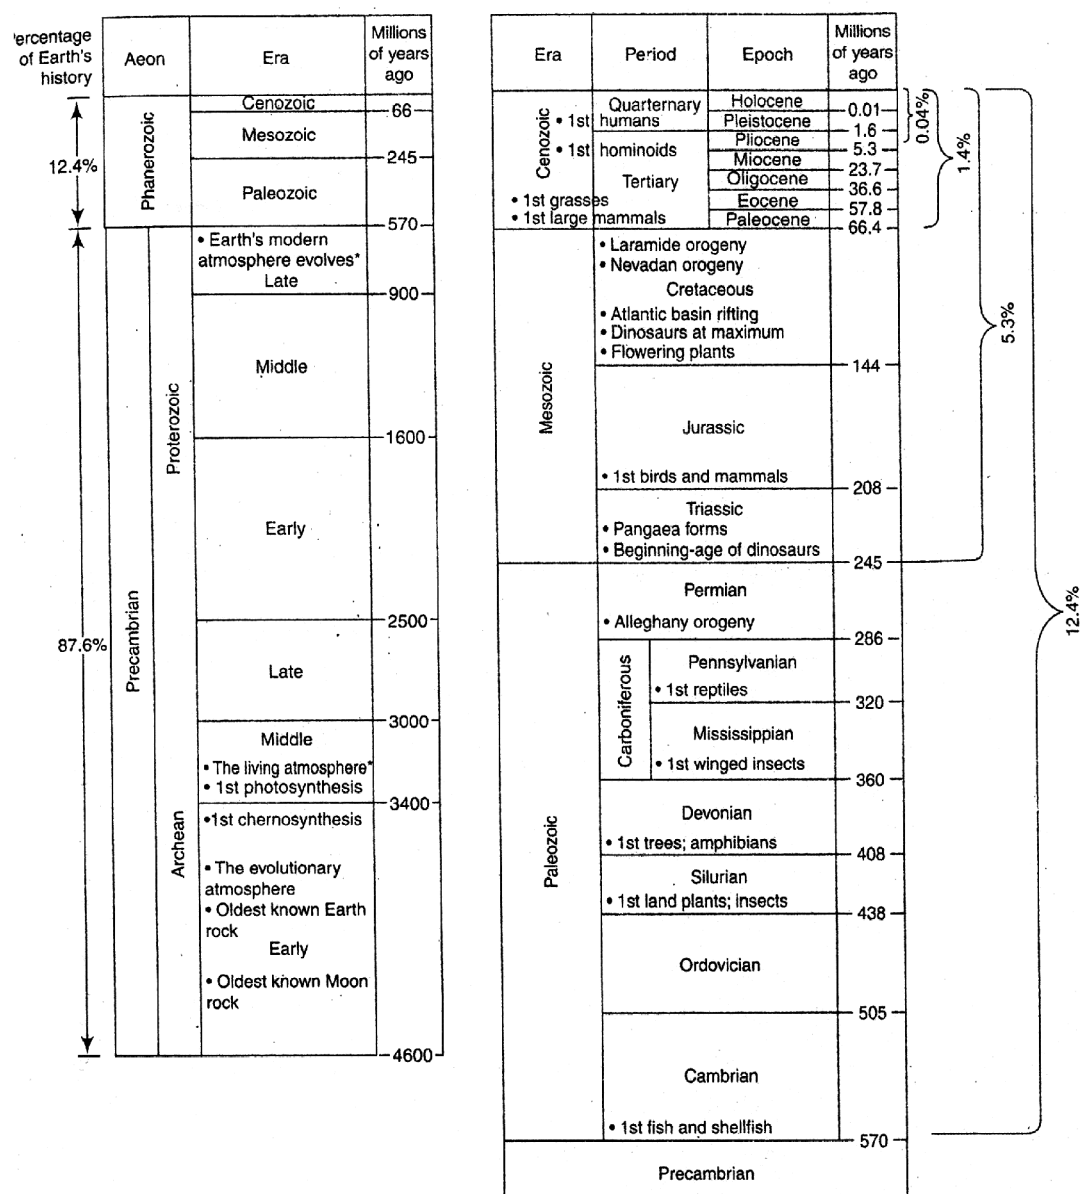 'ercentage
of Earth's
history
Aeon
Era
Millions
of years
ago
12.4%
Phanerozoic
Cenozoic
66
Mesozoic
245
Paleozoic
570
87.6%
Precambrian
Proterozoic
• Earth's modern
atmosphere evolves*
Late
900
Middle
1600
Early
2500
Archean
Late
3000
Middle
• The living atmosphere*
• 1st photosynthesis
3400
•1st chernosynthesis
• The evolutionary
atmosphere
• Oldest known Earth
rock
Early
• Oldest known Moon
rock
4600
Era
Period
Epoch
Millions
of years
ago
Cenozoic
Quarternary
• 1st humans
Holocene
0.01
Pleistocene
1.6
• 1st hominoids
Tertiary
• 1st grasses
• 1st large mammals
Pliocene
5.3
Miocene
23.7
Oligocene
36.6
Eocene
57.8
Paleocene
66.4
0.04%
1.4%
5.3%
12.4%
Mesozoic
• Laramide orogeny
• Nevadan orogeny
Cretaceous
• Atlantic basin rifting
• Dinosaurs at maximum
• Flowering plants
144
Jurassic
• 1st birds and mammals
208
Triassic
• Pangaea forms
• Beginning-age of dinosaurs
245
Paleozoic
Permian
• Alleghany orogeny
286
Carboniferous
Pennsylvanian
• 1st reptiles
320
Mississippian
• 1st winged insects
360
Devonian
• 1st trees; amphibians
408
Silurian
• 1st land plants; insects
438
Ordovician
505
Cambrian
• 1st fish and shellfish
570
Precambrian